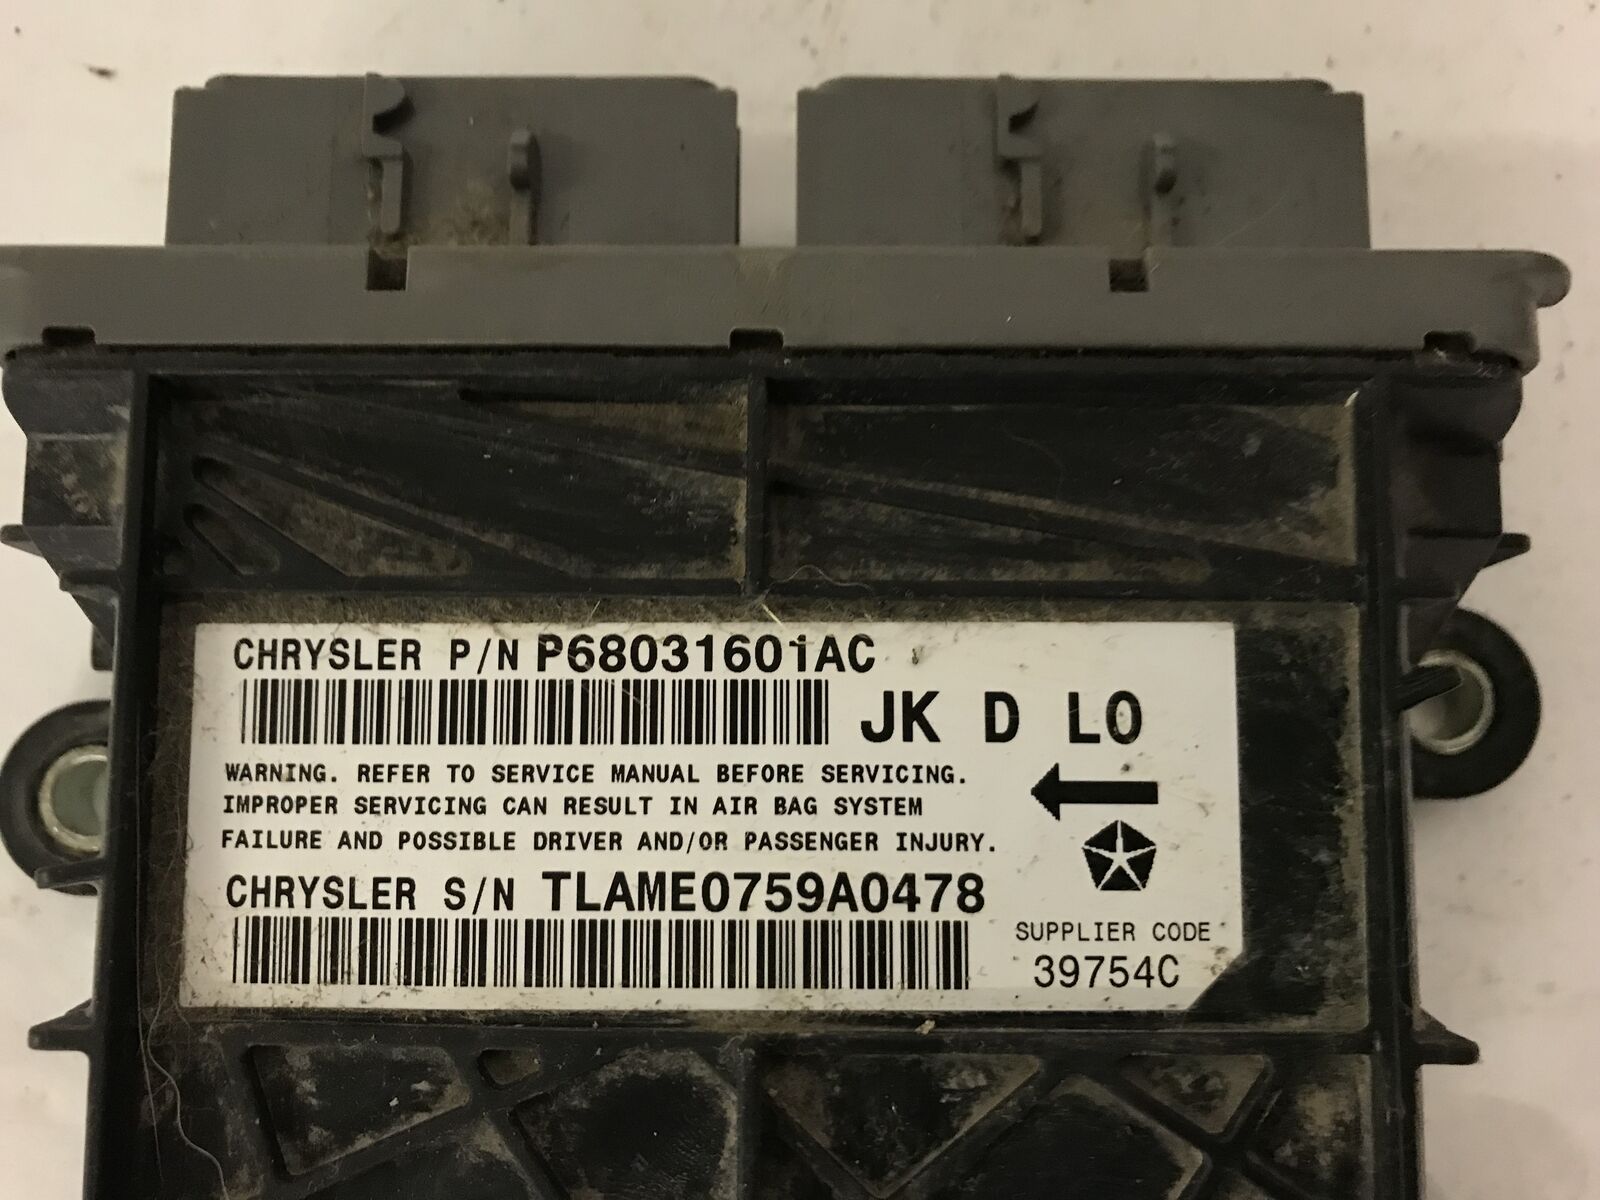 CHRYSLER P/N P68031601AC
JK D L0
WARNING. REFER TO SERVICE MANUAL BEFORE SERVICING.
IMPROPER SERVICING CAN RESULT IN AIR BAG SYSTEM
FAILURE AND POSSIBLE DRIVER AND/OR PASSENGER INJURY.
CHRYSLER S/N TLAME0759A0478
SUPPLIER CODE
39754C